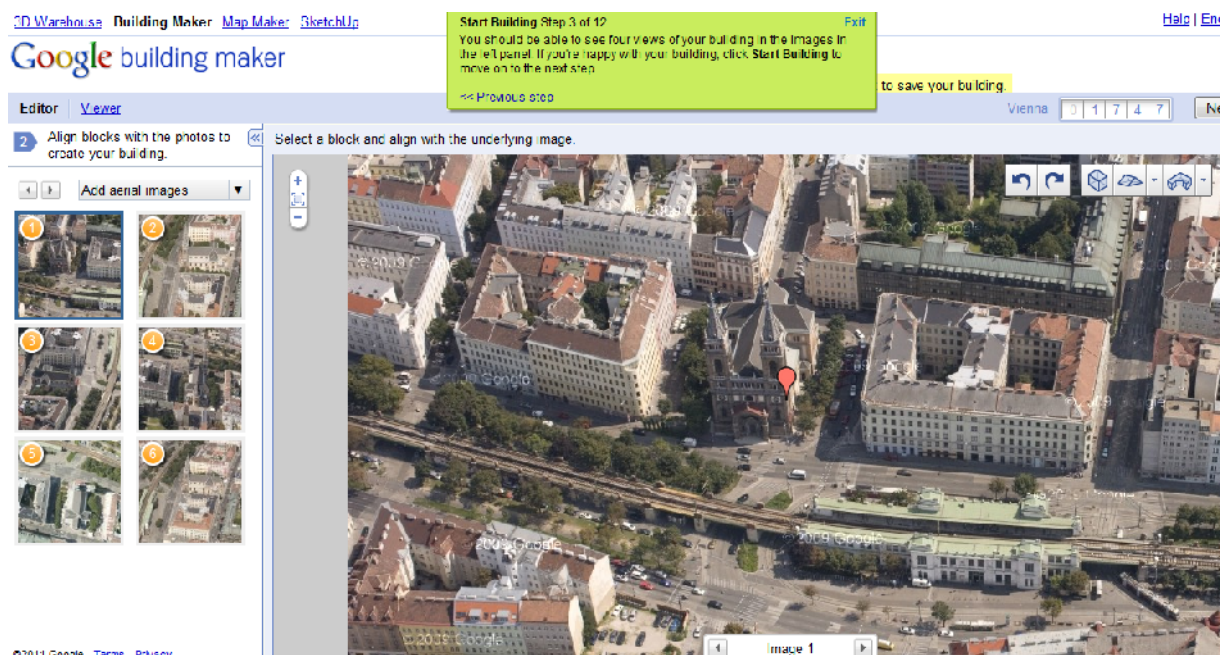 3D Warehouse Building Maker Map Maker SketchUp
Help
Google building maker
Start Building Step 3 of 12 Exit
You should be able to see four views of your building in the images in
the left panel. If you're happy with your building, click Start Building to
move on to the next step
<< Previous step
to save your building.
Editor Viewer
Vienna 0 1 7 4 7
2 Align blocks with the photos to
create your building.
Select a block and align with the underlying image.
Add aerial images
1 2
3 4
5 6
© 2009 Google
Image 1
Google Terms Privacy